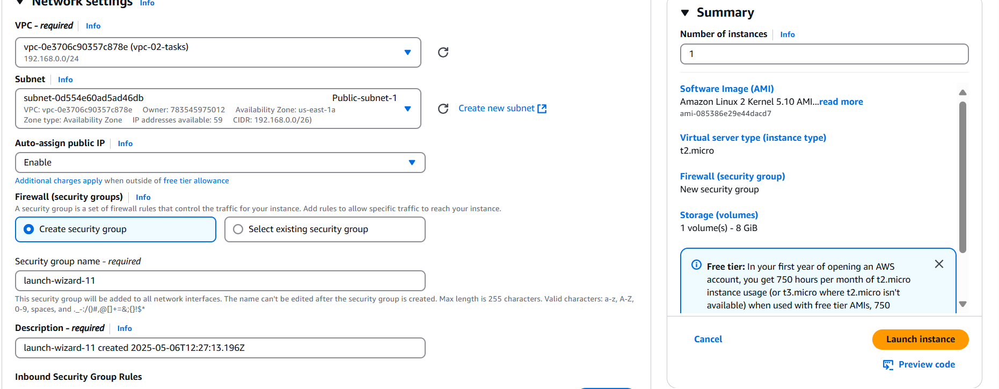 Network settings Info
VPC - required Info
vpc-0e3706c90357c878e (vpc-02-tasks)
192.168.0.0/24
Subnet Info
subnet-0d554e60ad5ad46db Public-subnet-1
VPC: vpc-0e3706c90357c878e Owner: 783545975012 Availability Zone: us-east-1a
Zone type: Availability Zone IP addresses available: 59 CIDR: 192.168.0.0/26)
Create new subnet
Auto-assign public IP Info
Enable
Additional charges apply when outside of free tier allowance
Firewall (security groups) Info
A security group is a set of firewall rules that control the traffic for your instance. Add rules to allow specific traffic to reach your instance.
Create security group
Select existing security group
Security group name - required
launch-wizard-11
This security group will be added to all network interfaces. The name can't be edited after the security group is created. Max length is 255 characters. Valid characters: a-z, A-Z,
0-9, spaces, and ._-:/()#,@[]+=&;{}!$*
Description - required Info
launch-wizard-11 created 2025-05-06T12:27:13.196Z
Inbound Security Group Rules
Summary
Number of instances Info
1
Software Image (AMI)
Amazon Linux 2 Kernel 5.10 AMI...read more
ami-085386e29e44dacd7
Virtual server type (instance type)
t2.micro
Firewall (security group)
New security group
Storage (volumes)
1 volume(s) - 8 GiB
Free tier: In your first year of opening an AWS
account, you get 750 hours per month of t2.micro
instance usage (or t3.micro where t2.micro isn't
available) when used with free tier AMIs, 750
Cancel
Launch instance
Preview code